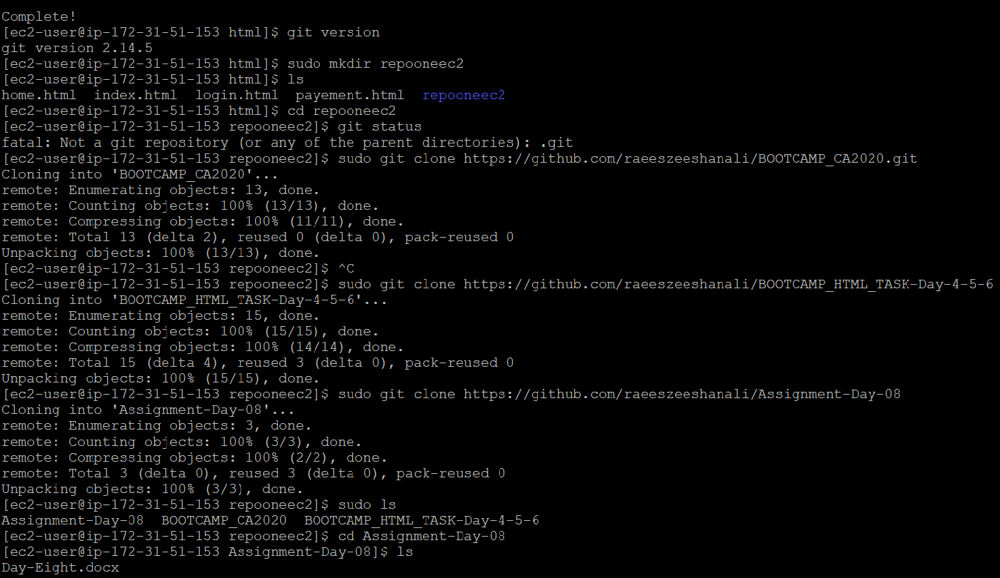 Complete!
[ec2-user@ip-172-31-51-153 html]$ git version
git version 2.14.5
[ec2-user@ip-172-31-51-153 html]$ sudo mkdir repooneec2
[ec2-user@ip-172-31-51-153 html]$ ls
home.html  index.html  login.html  payement.html  repooneec2
[ec2-user@ip-172-31-51-153 html]$ cd repooneec2
[ec2-user@ip-172-31-51-153 repooneec2]$ git status
fatal: Not a git repository (or any of the parent directories): .git
[ec2-user@ip-172-31-51-153 repooneec2]$ sudo git clone https://github.com/raeeszeeshanali/BOOTCAMP_CA2020.git
Cloning into 'BOOTCAMP_CA2020'...
remote: Enumerating objects: 13, done.
remote: Counting objects: 100% (13/13), done.
remote: Compressing objects: 100% (11/11), done.
remote: Total 13 (delta 2), reused 0 (delta 0), pack-reused 0
Unpacking objects: 100% (13/13), done.
[ec2-user@ip-172-31-51-153 repooneec2]$ ^C
[ec2-user@ip-172-31-51-153 repooneec2]$ sudo git clone https://github.com/raeeszeeshanali/BOOTCAMP_HTML_TASK-Day-4-5-6
Cloning into 'BOOTCAMP_HTML_TASK-Day-4-5-6'...
remote: Enumerating objects: 15, done.
remote: Counting objects: 100% (15/15), done.
remote: Compressing objects: 100% (14/14), done.
remote: Total 15 (delta 4), reused 3 (delta 0), pack-reused 0
Unpacking objects: 100% (15/15), done.
[ec2-user@ip-172-31-51-153 repooneec2]$ sudo git clone https://github.com/raeeszeeshanali/Assignment-Day-08
Cloning into 'Assignment-Day-08'...
remote: Enumerating objects: 3, done.
remote: Counting objects: 100% (3/3), done.
remote: Compressing objects: 100% (2/2), done.
remote: Total 3 (delta 0), reused 3 (delta 0), pack-reused 0
Unpacking objects: 100% (3/3), done.
[ec2-user@ip-172-31-51-153 repooneec2]$ sudo ls
Assignment-Day-08  BOOTCAMP_CA2020  BOOTCAMP_HTML_TASK-Day-4-5-6
[ec2-user@ip-172-31-51-153 repooneec2]$ cd Assignment-Day-08
[ec2-user@ip-172-31-51-153 Assignment-Day-08]$ ls
Day-Eight.docx